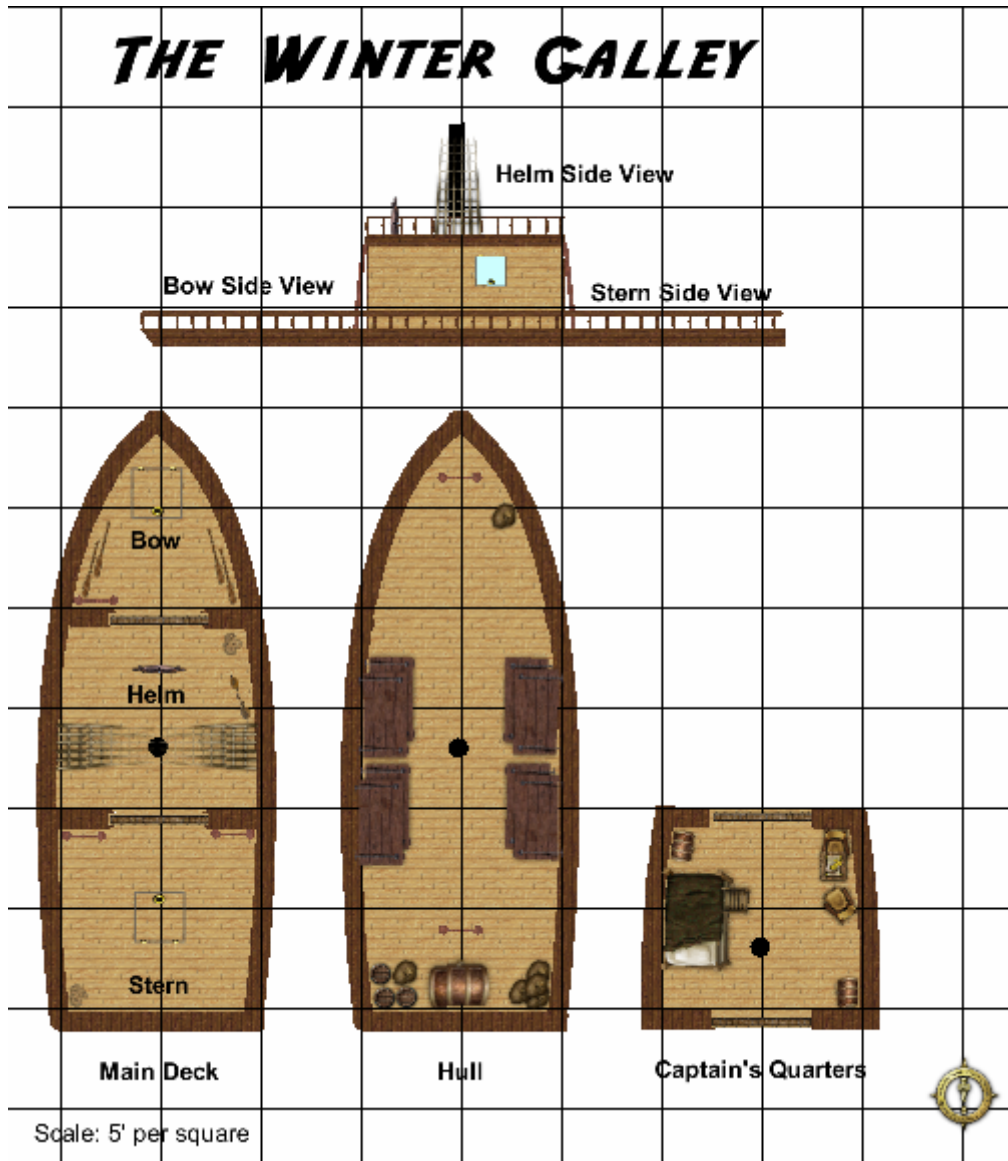 The Winter Galley
Helm Side View
Bow Side View
Stern Side View
Bow
Helm
Stern
Main Deck
Hull
Captain's Quarters
Scale: 5' per square